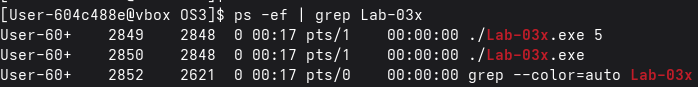 [User-604c488e@vbox OS3]$ ps -ef | grep Lab-03x
User-60+    2849    2848  0 00:17 pts/1    00:00:00 ./Lab-03x.exe 5
User-60+    2850    2848  0 00:17 pts/1    00:00:00 ./Lab-03x.exe
User-60+    2852    2621  0 00:17 pts/0    00:00:00 grep --color=auto Lab-03x